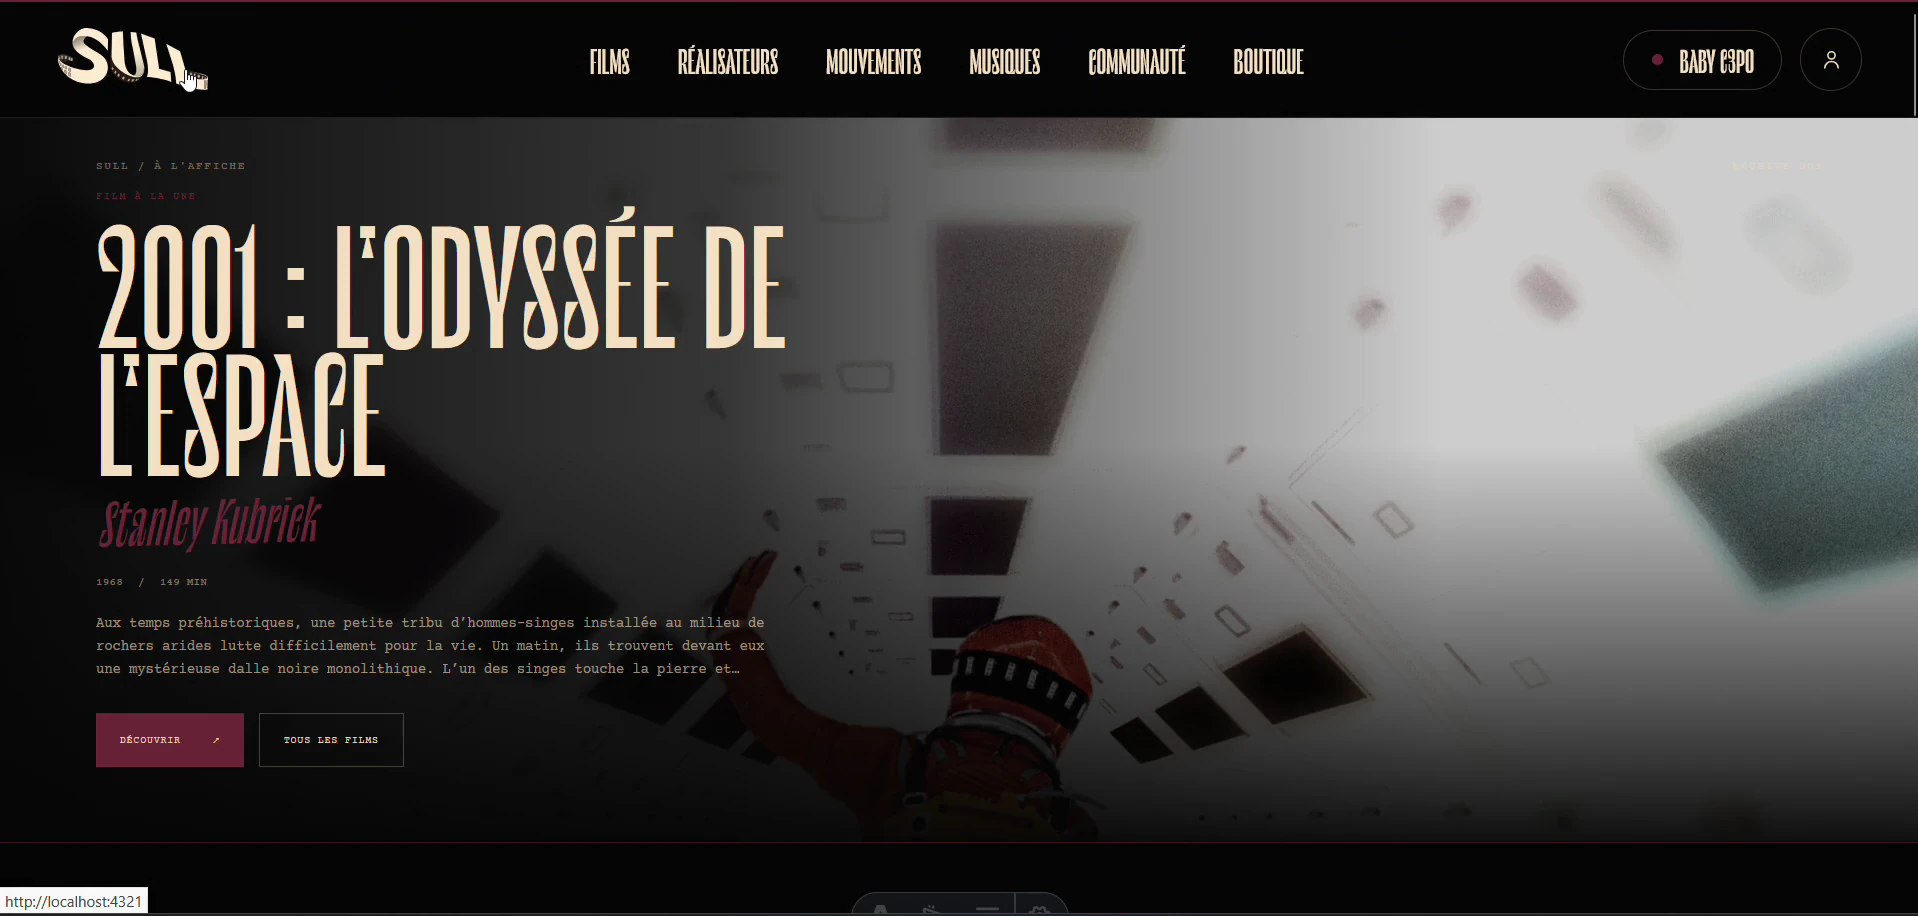 SULL
FILMS
RÉALISATEURS
MOUVEMENTS
MUSIQUES
COMMUNAUTÉ
BOUTIQUE
BABY C3PO
SULL / À L'AFFICHE
FILM À LA UNE
2001 : L'ODYSSÉE DE
L'ESPACE
Stanley Kubrick
1968 / 149 MIN
Aux temps préhistoriques, une petite tribu d’hommes-singes installée au milieu de
rochers arides lutte difficilement pour la vie. Un matin, ils trouvent devant eux
une mystérieuse dalle noire monolithique. L’un des singes touche la pierre et…
DÉCOUVRIR ↗
TOUS LES FILMS
http://localhost:4321